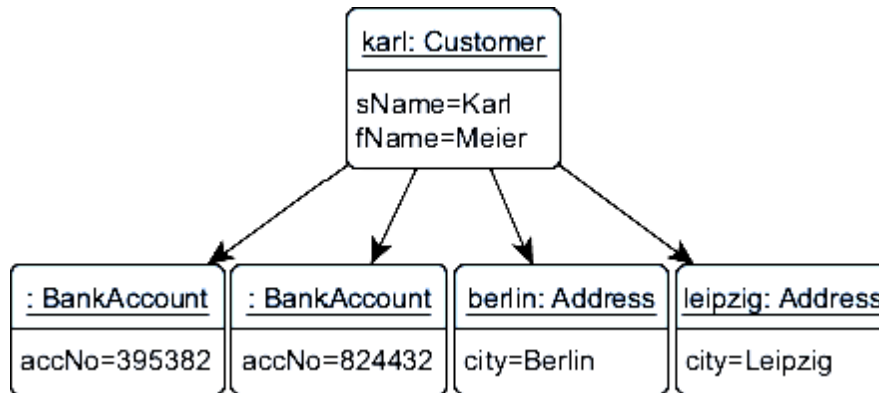 karl: Customer
sName=Karl
fName=Meier
: BankAccount
accNo=395382
: BankAccount
accNo=824432
berlin: Address
city=Berlin
leipzig: Address
city=Leipzig